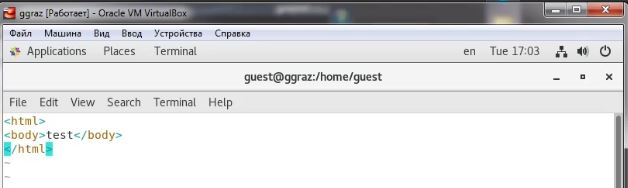 ggraz [Работает] - Oracle VM VirtualBox
Файл Машина Вид Ввод Устройства Справка
Applications Places Terminal en Tue 17:03
guest@ggraz:/home/guest
File Edit View Search Terminal Help
<html>
<body>test</body>
</html>
~
~